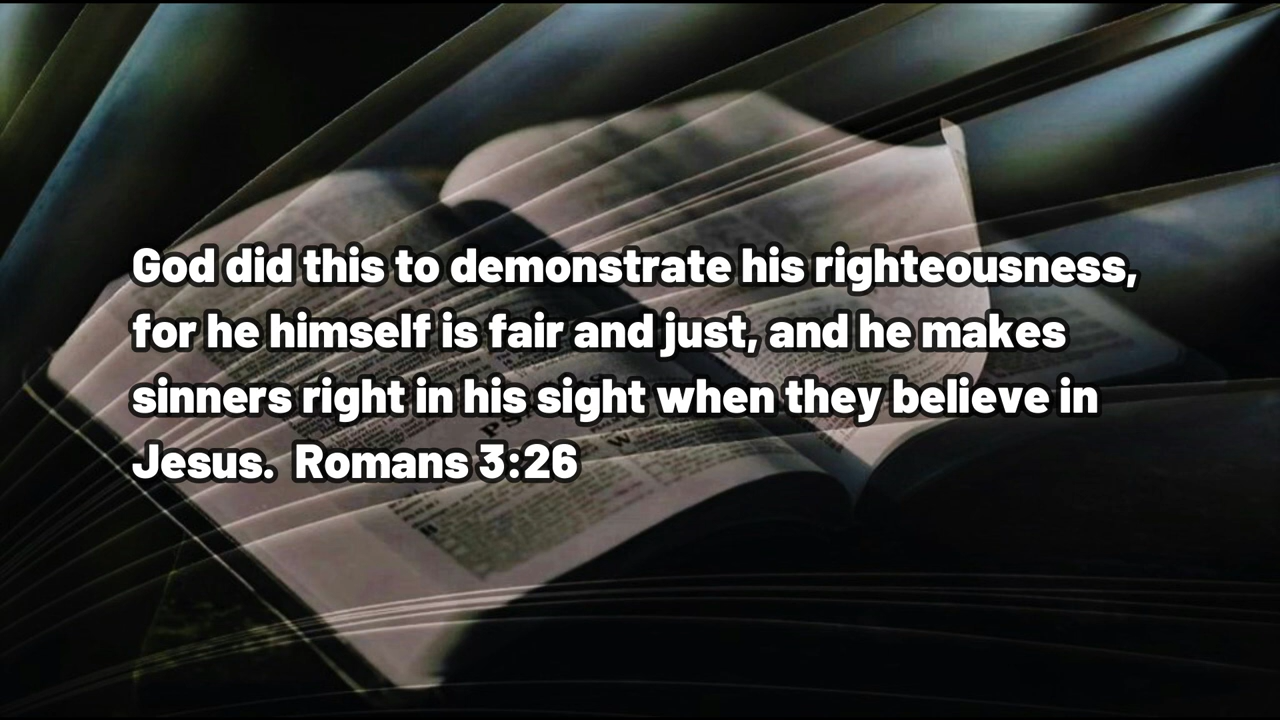 God did this to demonstrate his righteousness,
for he himself is fair and just, and he makes
sinners right in his sight when they believe in
Jesus.  Romans 3:26